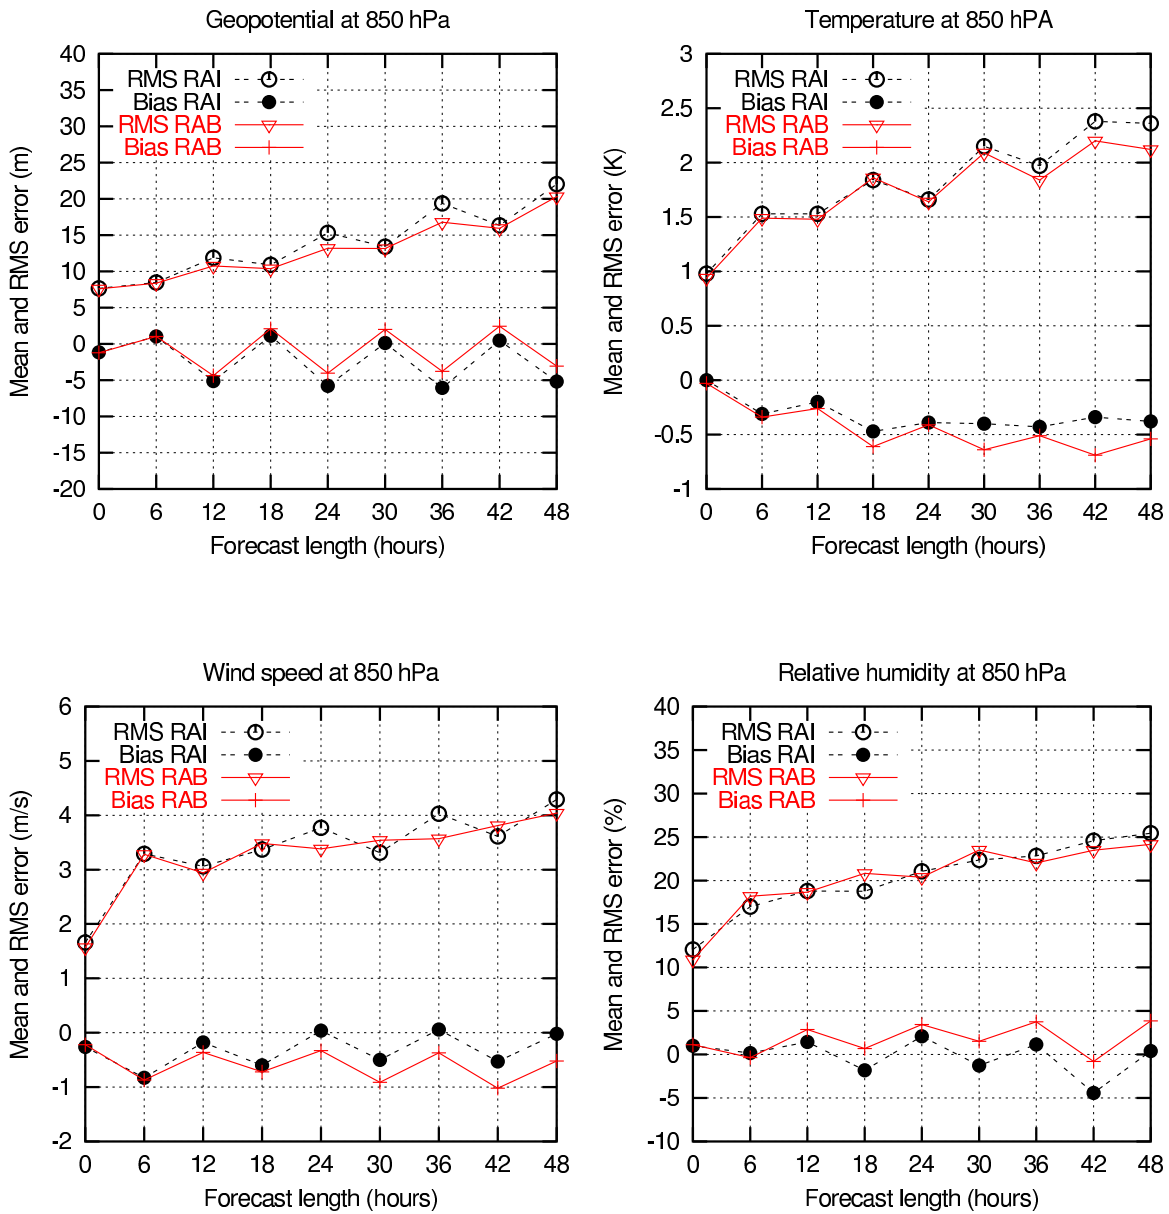 Geopotential at 850 hPa
Mean and RMS error (m)
40
35
30
25
20
15
10
5
0
-5
-10
-15
-20
RMS RAI
Bias RAI
RMS RAB
Bias RAB
0 6 12 18 24 30 36 42 48
Forecast length (hours)
Temperature at 850 hPA
Mean and RMS error (K)
3
2.5
2
1.5
1
0.5
0
-0.5
-1
RMS RAI
Bias RAI
RMS RAB
Bias RAB
0 6 12 18 24 30 36 42 48
Forecast length (hours)
Wind speed at 850 hPa
Mean and RMS error (m/s)
6
5
4
3
2
1
0
-1
-2
RMS RAI
Bias RAI
RMS RAB
Bias RAB
0 6 12 18 24 30 36 42 48
Forecast length (hours)
Relative humidity at 850 hPa
Mean and RMS error (%)
40
35
30
25
20
15
10
5
0
-5
-10
RMS RAI
Bias RAI
RMS RAB
Bias RAB
0 6 12 18 24 30 36 42 48
Forecast length (hours)